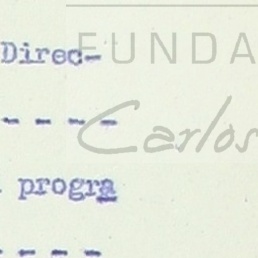 FUNDA
Direc-
- - - -
Carlos
progra
- - - -